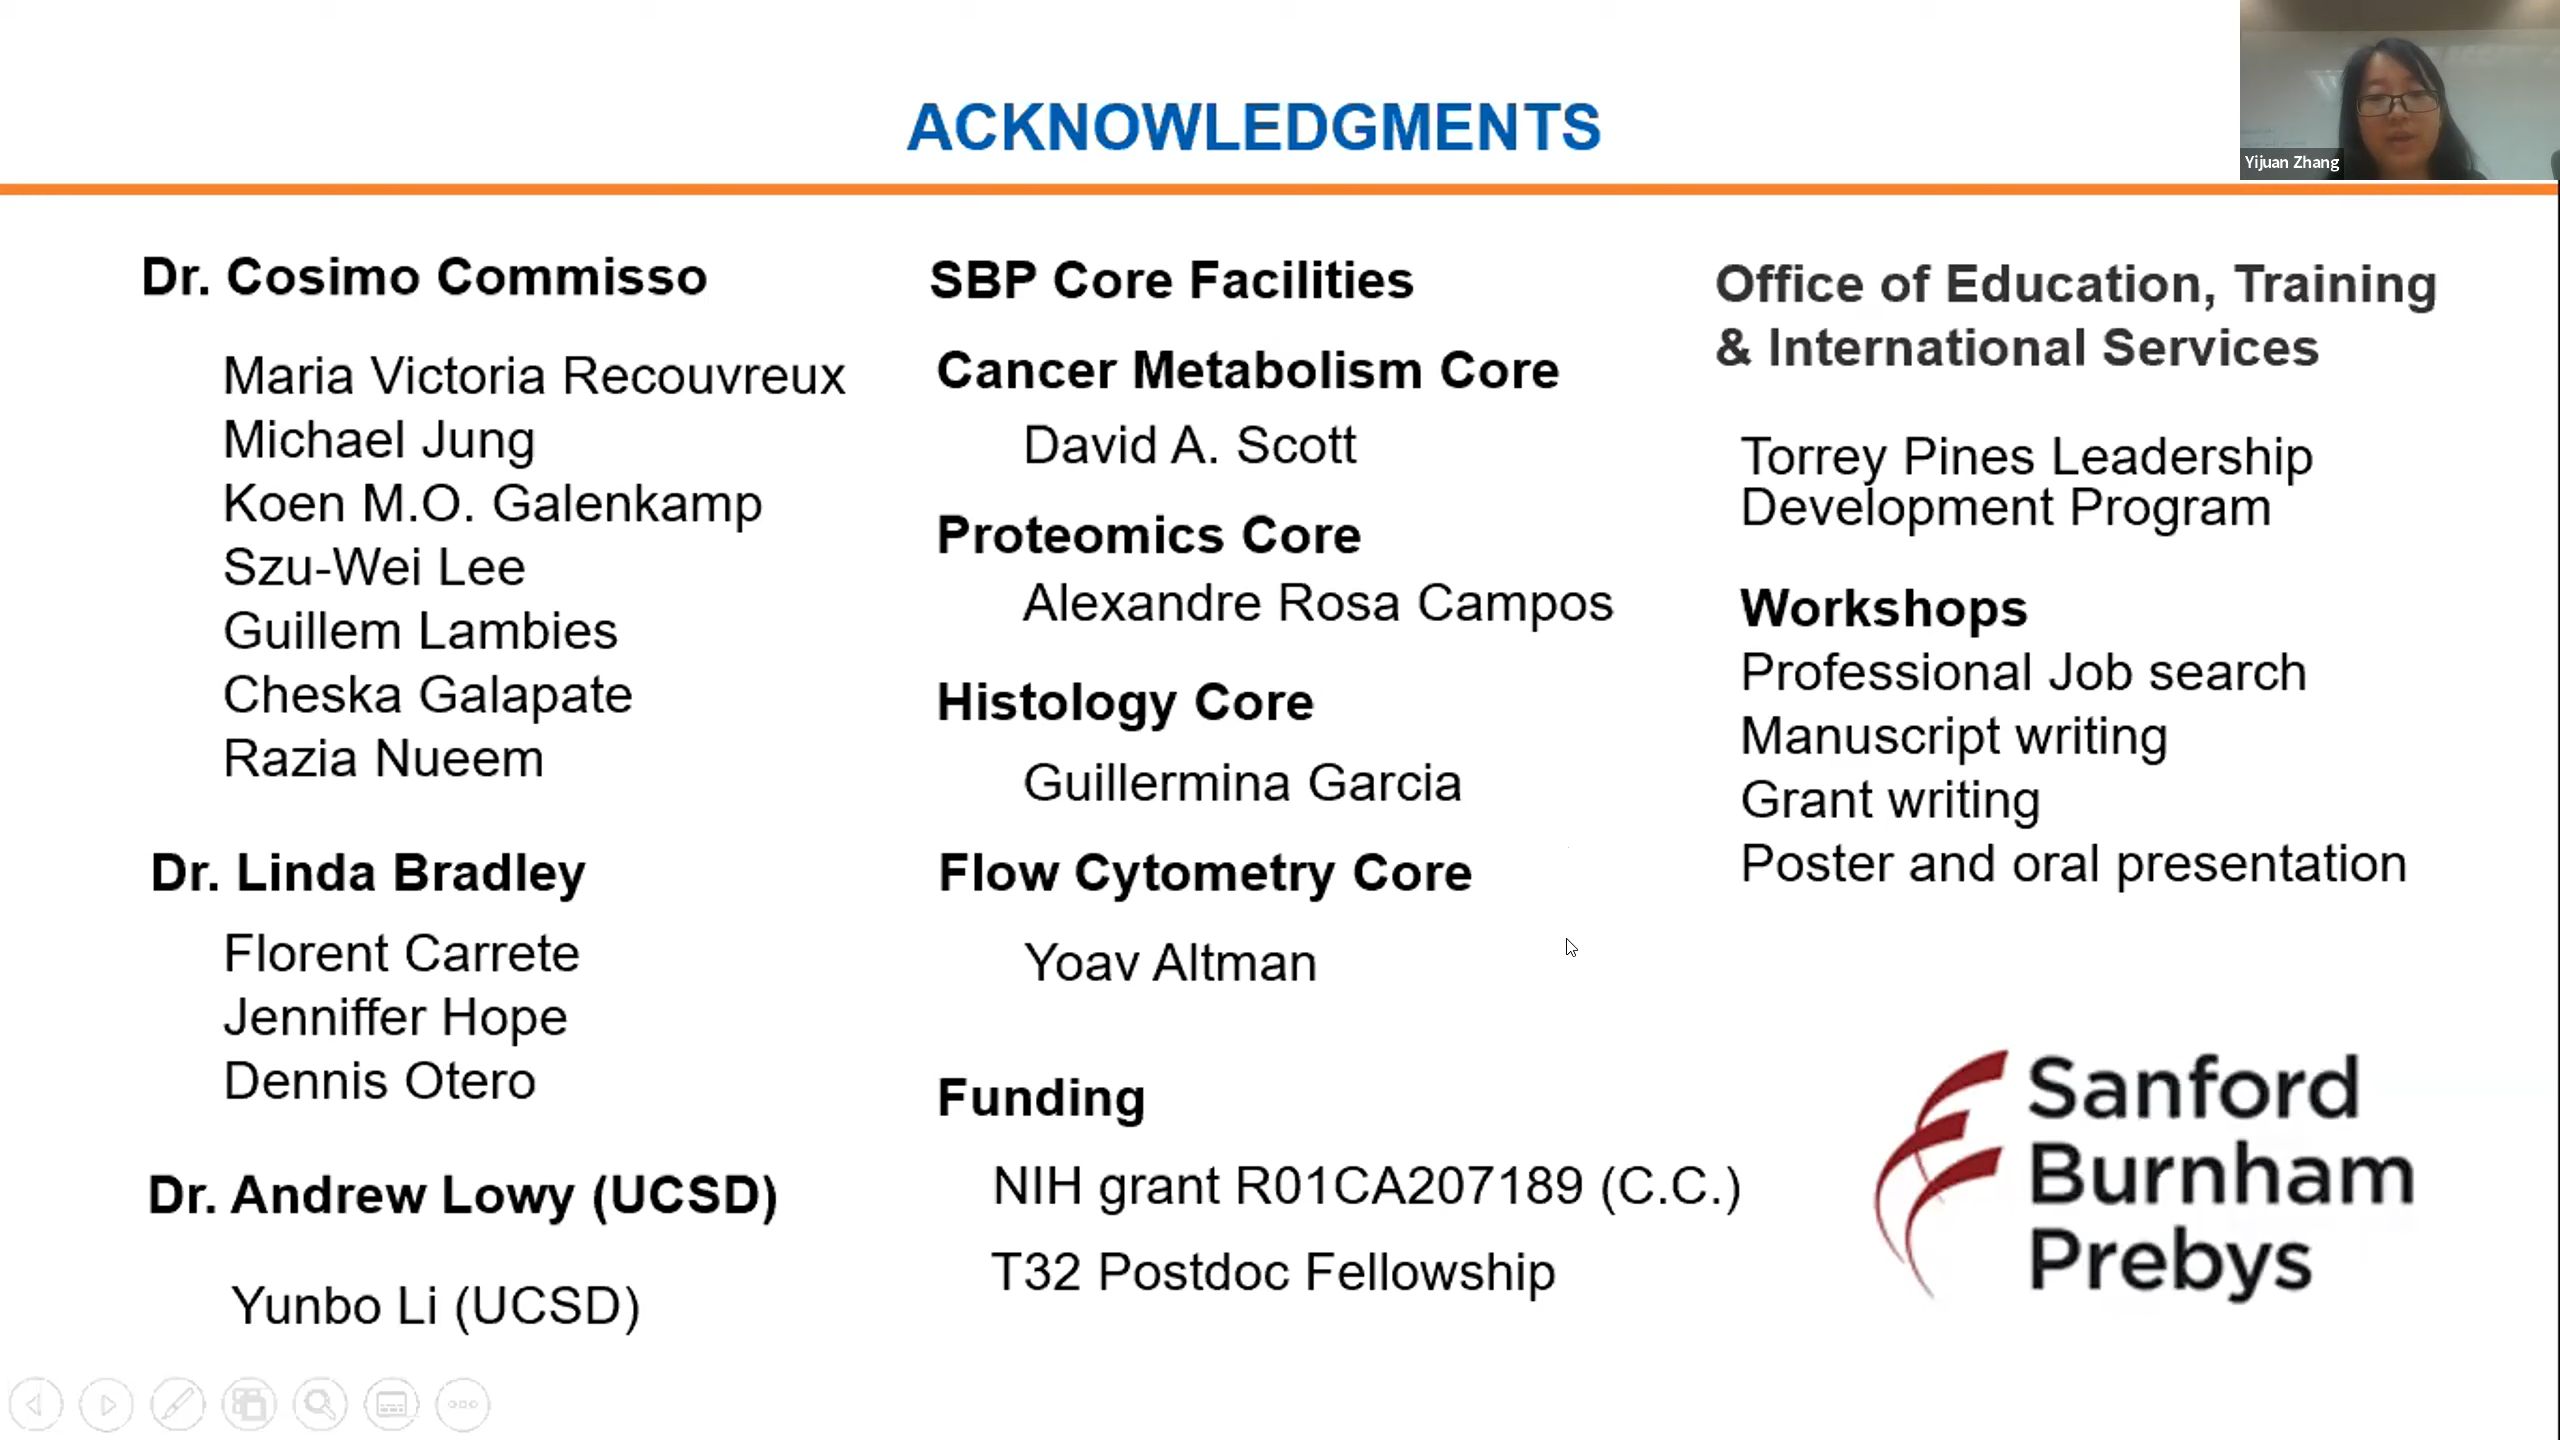 ACKNOWLEDGMENTS
Yijuan Zhang
Dr. Cosimo Commisso
Maria Victoria Recouvreux
Michael Jung
Koen M.O. Galenkamp
Szu-Wei Lee
Guillem Lambies
Cheska Galapate
Razia Nueem
Dr. Linda Bradley
Florent Carrete
Jenniffer Hope
Dennis Otero
Dr. Andrew Lowy (UCSD)
Yunbo Li (UCSD)
SBP Core Facilities
Cancer Metabolism Core
David A. Scott
Proteomics Core
Alexandre Rosa Campos
Histology Core
Guillermina Garcia
Flow Cytometry Core
Yoav Altman
Funding
NIH grant R01CA207189 (C.C.)
T32 Postdoc Fellowship
Office of Education, Training
& International Services
Torrey Pines Leadership
Development Program
Workshops
Professional Job search
Manuscript writing
Grant writing
Poster and oral presentation
Sanford
Burnham
Prebys